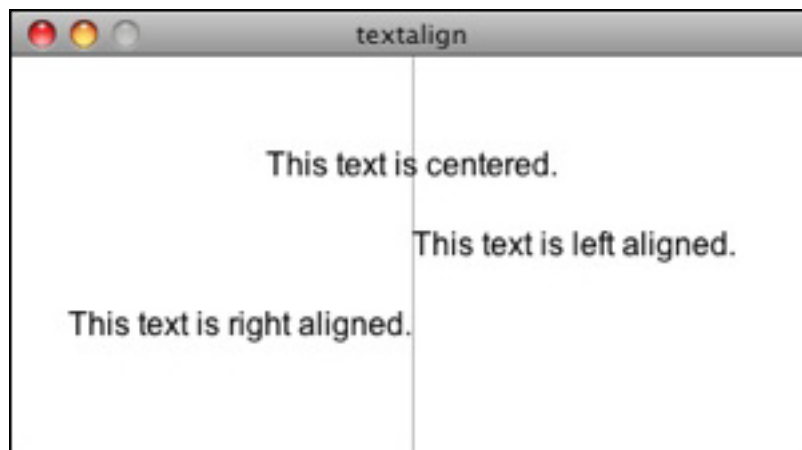 textalign
This text is centered.
This text is left aligned.
This text is right aligned.